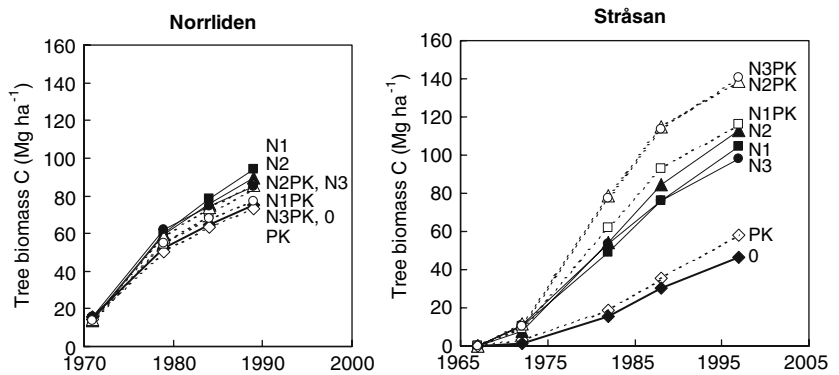 Norrliden
Tree biomass C (Mg ha-1)
160
140
120
100
80
60
40
20
0
1970
1980
1990
2000
N1
N2
N2PK, N3
N1PK
N3PK, 0
PK
Stråsan
Tree biomass C (Mg ha-1)
160
140
120
100
80
60
40
20
0
1965
1975
1985
1995
2005
N3PK
N2PK
N1PK
N2
N1
N3
PK
0